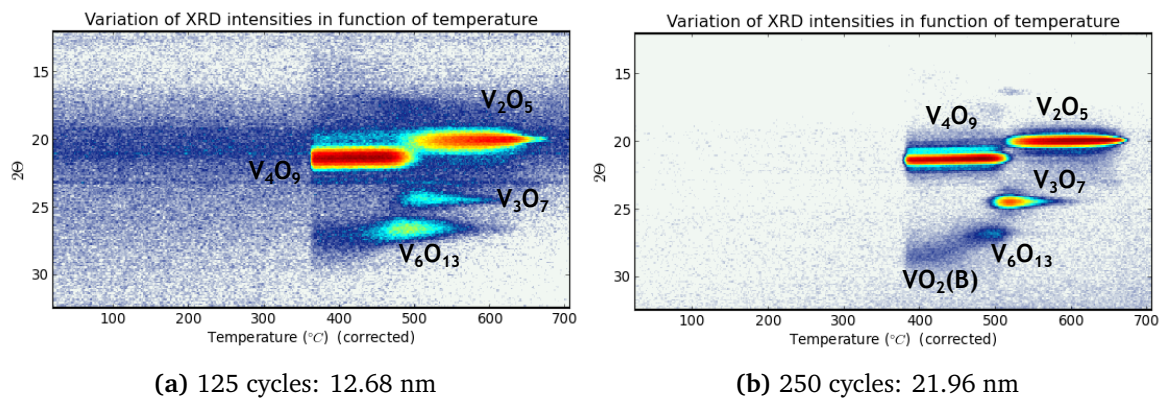 Variation of XRD intensities in function of temperature
15
20
25
30
2Θ
100 200 300 400 500 600 700
Temperature (°C) (corrected)
V₂O₅
V₄O₉
V₃O₇
V₆O₁₃
(a) 125 cycles: 12.68 nm
Variation of XRD intensities in function of temperature
15
20
25
30
2Θ
100 200 300 400 500 600 700
Temperature (°C) (corrected)
V₄O₉
V₂O₅
V₃O₇
V₆O₁₃
VO₂(B)
(b) 250 cycles: 21.96 nm